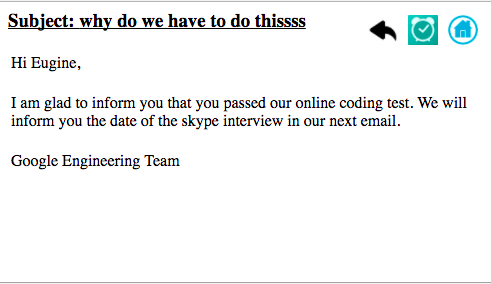 Subject: why do we have to do thissss
Hi Eugine,
I am glad to inform you that you passed our online coding test. We will
inform you the date of the skype interview in our next email.
Google Engineering Team